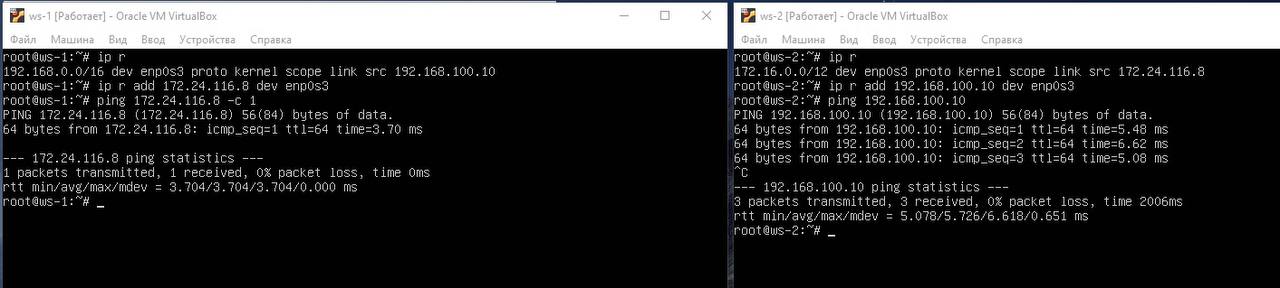 ws-1 [Работает] - Oracle VM VirtualBox
Файл Машина Вид Ввод Устройства Справка
root@ws-1:~# ip r
192.168.0.0/16 dev enp0s3 proto kernel scope link src 192.168.100.10
root@ws-1:~# ip r add 172.24.116.8 dev enp0s3
root@ws-1:~# ping 172.24.116.8 -c 1
PING 172.24.116.8 (172.24.116.8) 56(84) bytes of data.
64 bytes from 172.24.116.8: icmp_seq=1 ttl=64 time=3.70 ms
--- 172.24.116.8 ping statistics ---
1 packets transmitted, 1 received, 0% packet loss, time 0ms
rtt min/avg/max/mdev = 3.704/3.704/3.704/0.000 ms
root@ws-1:~# _
ws-2 [Работает] - Oracle VM VirtualBox
Файл Машина Вид Ввод Устройства Справка
root@ws-2:~# ip r
172.16.0.0/12 dev enp0s3 proto kernel scope link src 172.24.116.8
root@ws-2:~# ip r add 192.168.100.10 dev enp0s3
root@ws-2:~# ping 192.168.100.10
PING 192.168.100.10 (192.168.100.10) 56(84) bytes of data.
64 bytes from 192.168.100.10: icmp_seq=1 ttl=64 time=5.48 ms
64 bytes from 192.168.100.10: icmp_seq=2 ttl=64 time=6.62 ms
64 bytes from 192.168.100.10: icmp_seq=3 ttl=64 time=5.08 ms
^C
--- 192.168.100.10 ping statistics ---
3 packets transmitted, 3 received, 0% packet loss, time 2006ms
rtt min/avg/max/mdev = 5.078/5.726/6.618/0.651 ms
root@ws-2:~# _